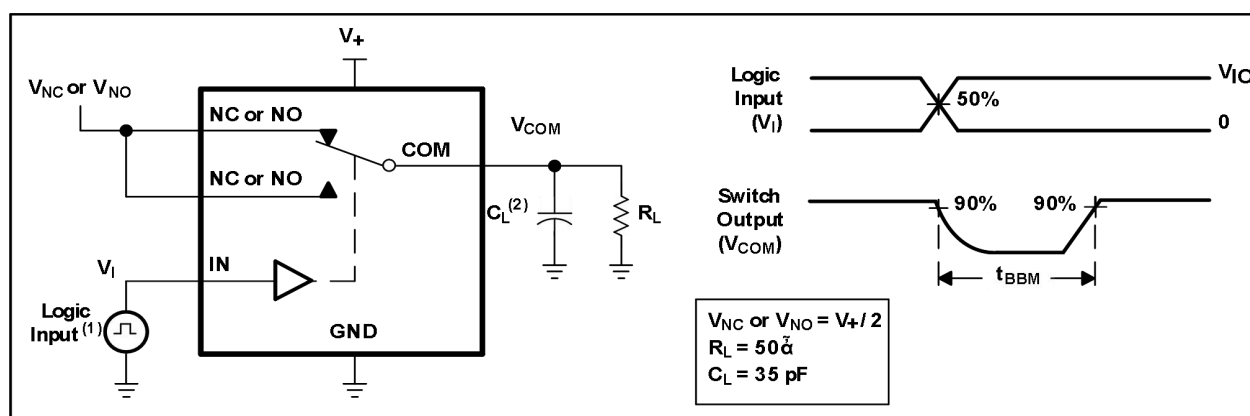 V+
VNC or VNO
NC or NO
NC or NO
COM
VCOM
CL(2)
RL
VI
IN
Logic
Input(1)
GND
Logic
Input
(VI)
50%
VIO
0
Switch
Output
(VCOM)
90%
90%
tBBM
VNC or VNO = V+/ 2
RL = 50
CL = 35 pF